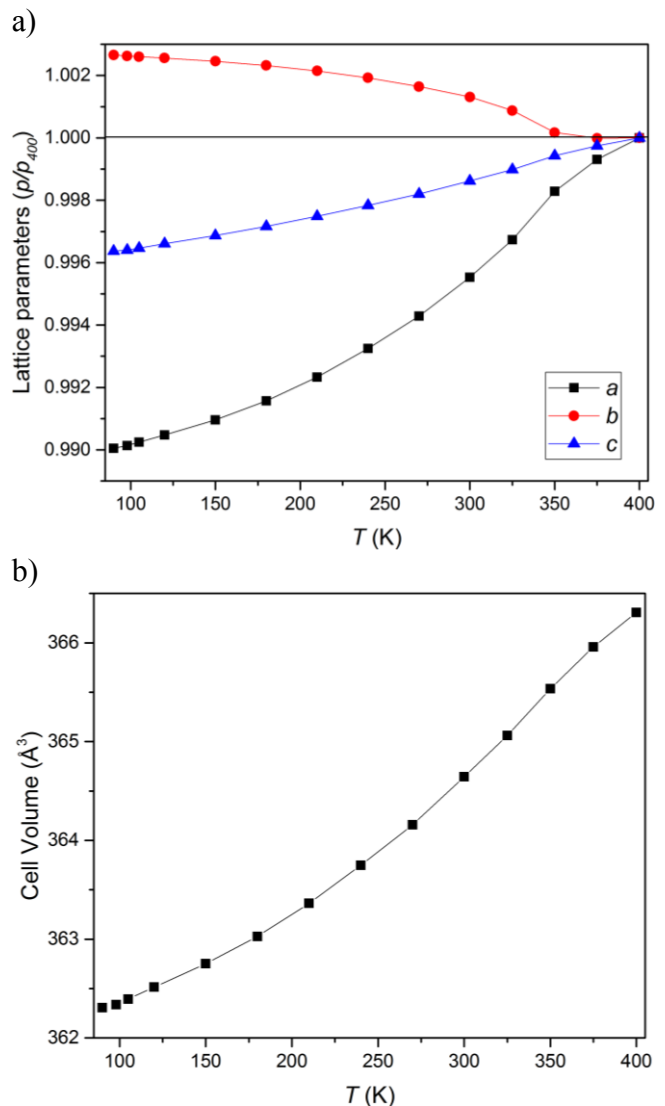 a)
1.002
1.000
0.998
0.996
0.994
0.992
0.990
Lattice parameters (p/p400)
a
b
c
100 150 200 250 300 350 400
T (K)
b)
366
365
364
363
362
Cell Volume (Å³)
100 150 200 250 300 350 400
T (K)